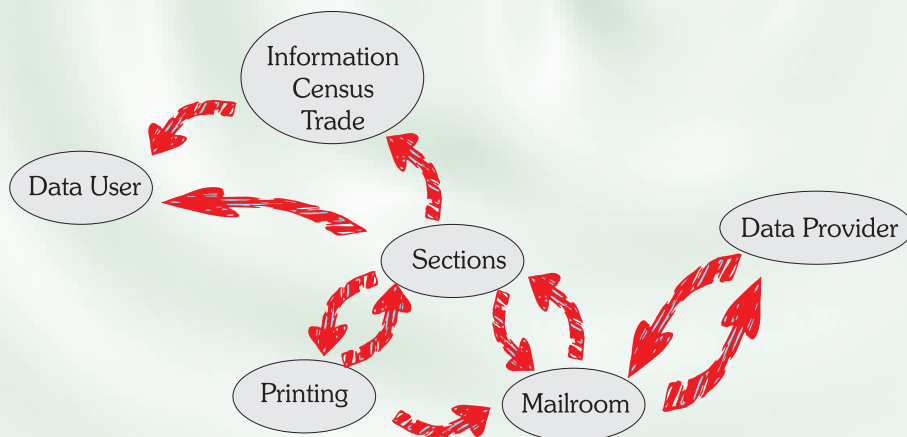 Information
Census
Trade
Data User
Data Provider
Sections
Printing
Mailroom